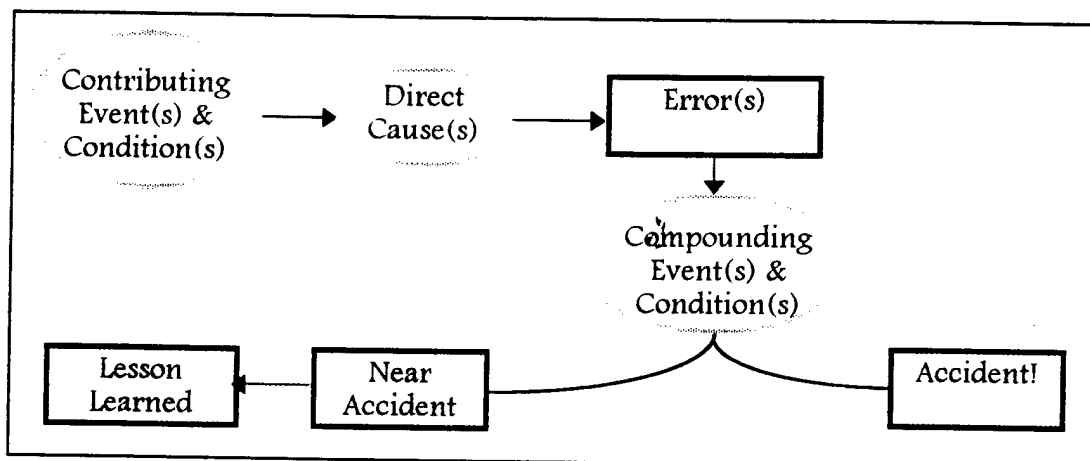 Contributing
Event(s) &
Condition(s)
Direct
Cause(s)
Error(s)
Compounding
Event(s) &
Condition(s)
Lesson
Learned
Near
Accident
Accident!